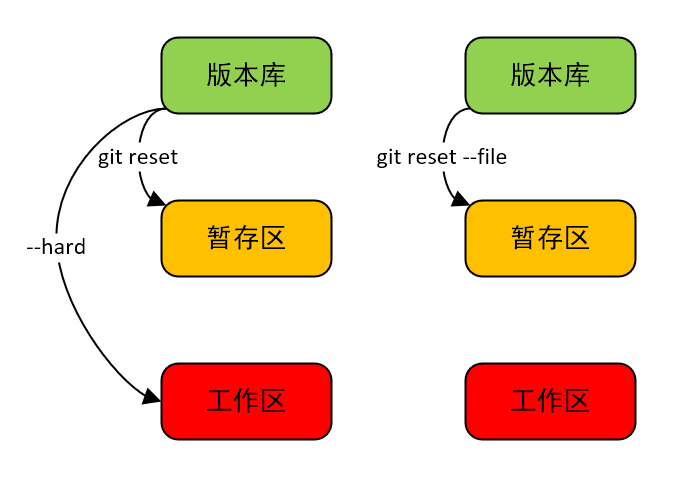 版本库
版本库
git reset
git reset --file
暂存区
暂存区
--hard
工作区
工作区